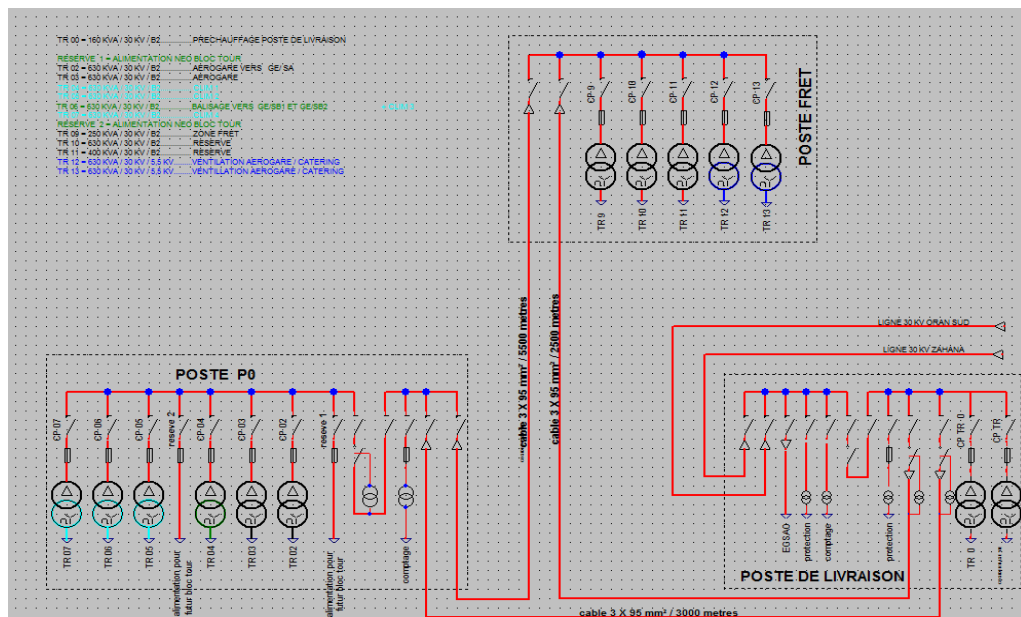 TR 00 = 160 KVA / 30 KV / B2 ........ PRECHAUFFAGE POSTE DE LIVRAISON
RESERVE 1 = ALIMENTATION NEO BLOC TOUR
TR 02 = 630 KVA / 30 KV / B2 ........ AEROGARE VERS GE/ SA
TR 03 = 630 KVA / 30 KV / B2 ........ AEROGARE
TR 06 = 630 KVA / 30 KV / B2 ........ BALISAGE VERS GE/SB1 ET GE/SB2
RESERVE 2 = ALIMENTATION NEO BLOC TOUR
TR 09 = 250 KVA / 30 KV / B2 ........ ZONE FRET
TR 10 = 630 KVA / 30 KV / B2 ........ RESERVE
TR 11 = 400 KVA / 30 KV / B2 ........ RESERVE
TR 12 = 630 KVA / 30 KV / 5,5 KV ..... VENTILATION AEROGARE / CATERING
TR 13 = 630 KVA / 30 KV / 5,5 KV ..... VENTILLATION AEROGARE / CATERING
CP-9
CP-10
CP-11
CP-12
CP-13
POSTE FRET
TR 9
TR 10
TR 11
TR 12
TR 13
cable 3 X 95 mm² / 5500 metres
cable 3 X 95 mm² / 2500 metres
LIGNE 30 KV ORAN SUD
LIGNE 30 KV ZAHANA
POSTE P0
CP-07
CP-06
CP-05
reseve 2
CP-04
CP-03
CP-02
reseve 1
TR 07
TR 06
TR 05
alimentation pour
futur bloc tour
TR 04
TR 03
TR 02
alimentation pour
futur bloc tour
comptage
CP TR 0
CP TR
EGSAO
protection
comptage
protection
TR 0
POSTE DE LIVRAISON
cable 3 X 95 mm² / 3000 metres